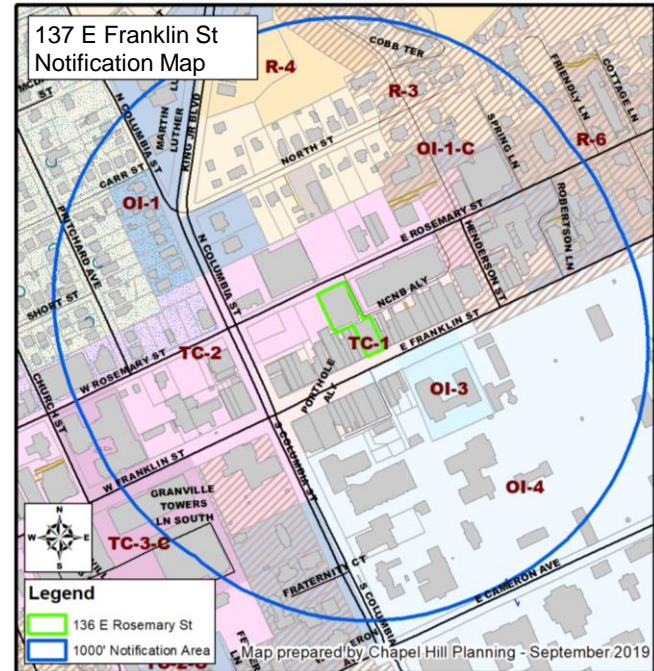 137 E Franklin St
Notification Map
R-4
COBB TER
R-3
FRIENDLY LN
COTTAGE LN
N COLUMBIA ST
MARTIN
LUTHER
KING JR BLVD
SPRING LN
R-6
NORTH ST
OI-1-C
CARR ST
OI-1
PRITCHARD AVE
N COLUMBIA ST
E ROSEMARY ST
HENDERSON ST
ROBERTSON LN
SHORT ST
NCNB ALY
TC-1
E FRANKLIN ST
TC-2
W ROSEMARY ST
PORTHOLE
ALY
OI-3
CHURCH ST
S COLUMBIA ST
W FRANKLIN ST
OI-4
GRANVILLE
TOWERS
LN SOUTH
N
W
E
S
TC-3-C
FRATERNITY CT
E CAMERON AVE
S COLUMBIA
Legend
136 E Rosemary St
1000' Notification Area
Map prepared by Chapel Hill Planning - September 2019